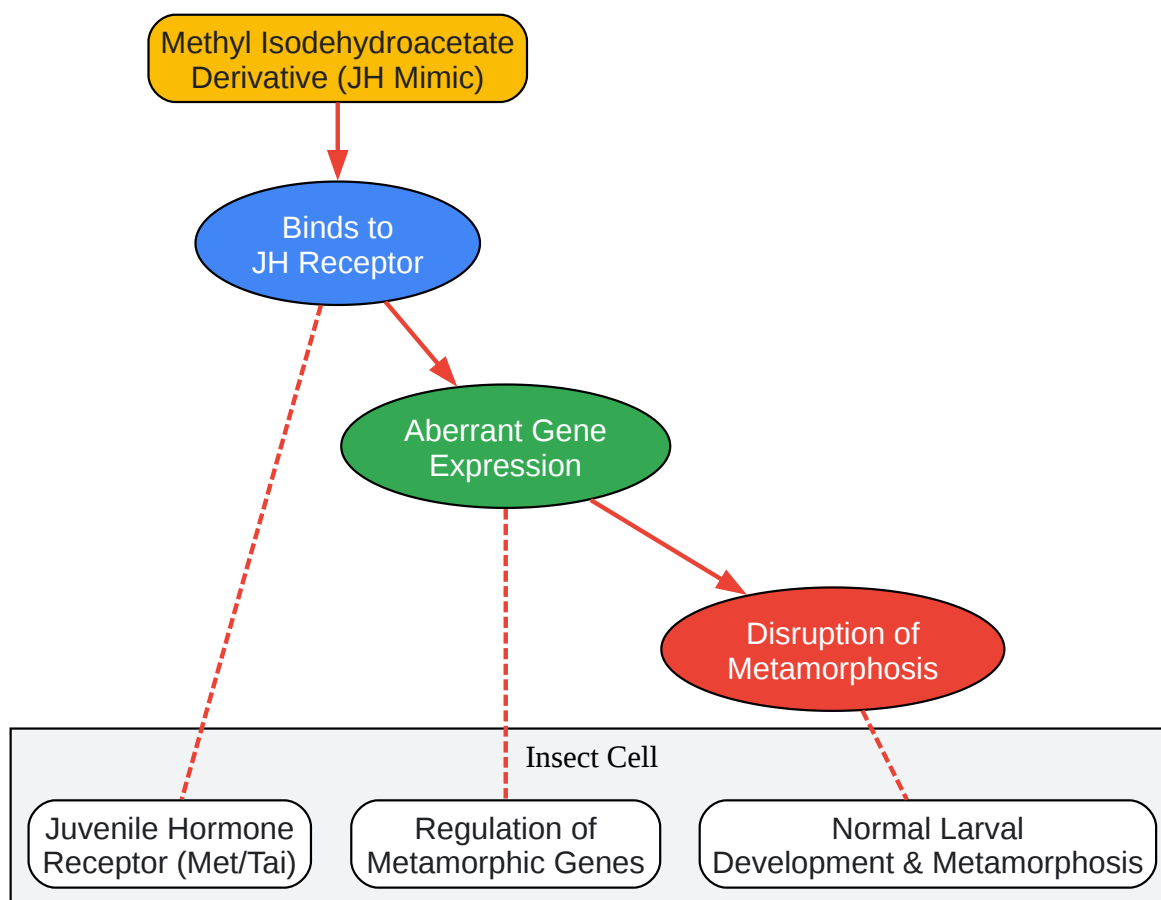 Methyl Isodehydroacetate
Derivative (JH Mimic)
Binds to
JH Receptor
Aberrant Gene
Expression
Disruption of
Metamorphosis
Insect Cell
Juvenile Hormone
Receptor (Met/Tai)
Regulation of
Metamorphic Genes
Normal Larval
Development & Metamorphosis